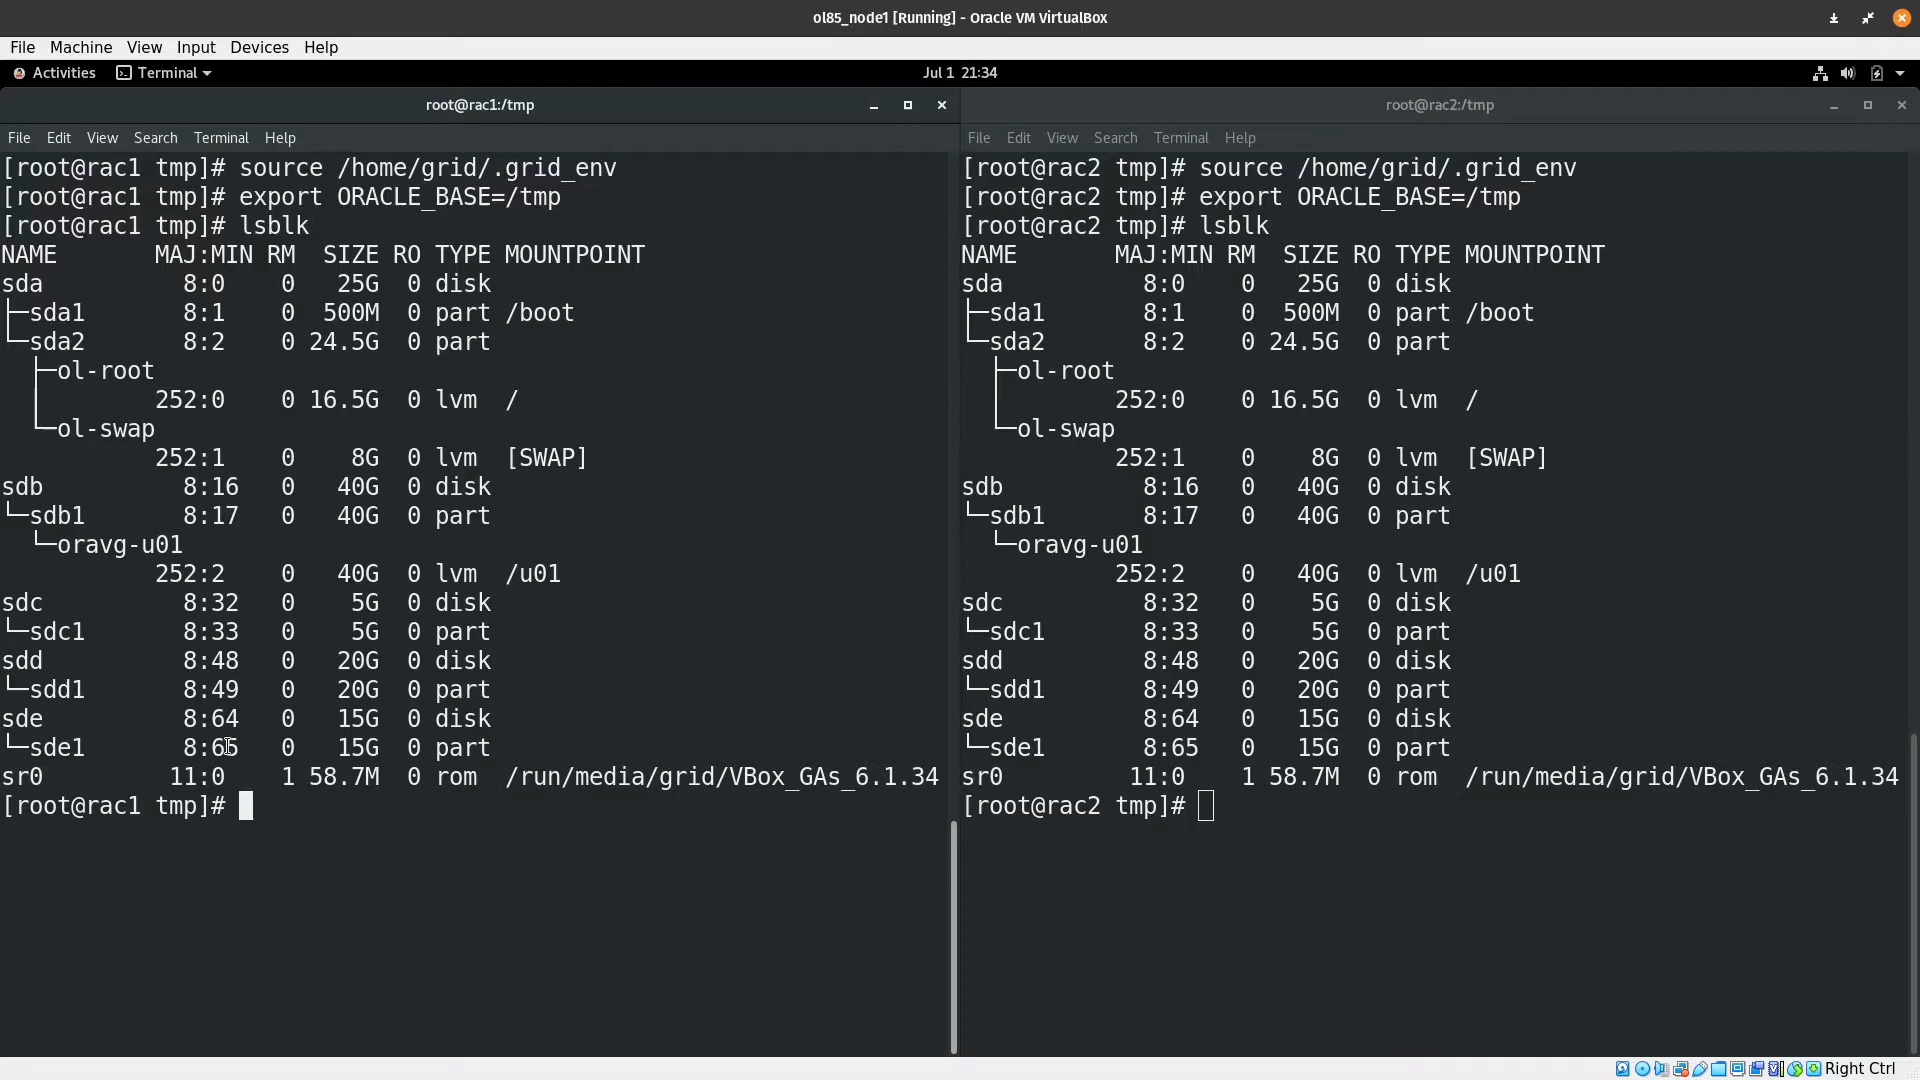 ol85_node1 [Running] - Oracle VM VirtualBox
File Machine View Input Devices Help
Activities Terminal Jul 1 21:34
root@rac1:/tmp
File Edit View Search Terminal Help
[root@rac1 tmp]# source /home/grid/.grid_env
[root@rac1 tmp]# export ORACLE_BASE=/tmp
[root@rac1 tmp]# lsblk
NAME         MAJ:MIN RM   SIZE RO TYPE MOUNTPOINT
sda            8:0    0    25G  0 disk
├─sda1         8:1    0   500M  0 part /boot
└─sda2         8:2    0 24.5G  0 part
  ├─ol-root
  │          252:0    0 16.5G  0 lvm  /
  └─ol-swap
             252:1    0     8G  0 lvm  [SWAP]
sdb            8:16   0    40G  0 disk
└─sdb1         8:17   0    40G  0 part
  └─oravg-u01
             252:2    0    40G  0 lvm  /u01
sdc            8:32   0     5G  0 disk
└─sdc1         8:33   0     5G  0 part
sdd            8:48   0    20G  0 disk
└─sdd1         8:49   0    20G  0 part
sde            8:64   0    15G  0 disk
└─sde1         8:65   0    15G  0 part
sr0           11:0    1 58.7M  0 rom  /run/media/grid/VBox_GAs_6.1.34
[root@rac1 tmp]#
root@rac2:/tmp
File Edit View Search Terminal Help
[root@rac2 tmp]# source /home/grid/.grid_env
[root@rac2 tmp]# export ORACLE_BASE=/tmp
[root@rac2 tmp]# lsblk
NAME         MAJ:MIN RM   SIZE RO TYPE MOUNTPOINT
sda            8:0    0    25G  0 disk
├─sda1         8:1    0   500M  0 part /boot
└─sda2         8:2    0 24.5G  0 part
  ├─ol-root
  │          252:0    0 16.5G  0 lvm  /
  └─ol-swap
             252:1    0     8G  0 lvm  [SWAP]
sdb            8:16   0    40G  0 disk
└─sdb1         8:17   0    40G  0 part
  └─oravg-u01
             252:2    0    40G  0 lvm  /u01
sdc            8:32   0     5G  0 disk
└─sdc1         8:33   0     5G  0 part
sdd            8:48   0    20G  0 disk
└─sdd1         8:49   0    20G  0 part
sde            8:64   0    15G  0 disk
└─sde1         8:65   0    15G  0 part
sr0           11:0    1 58.7M  0 rom  /run/media/grid/VBox_GAs_6.1.34
[root@rac2 tmp]#
Right Ctrl